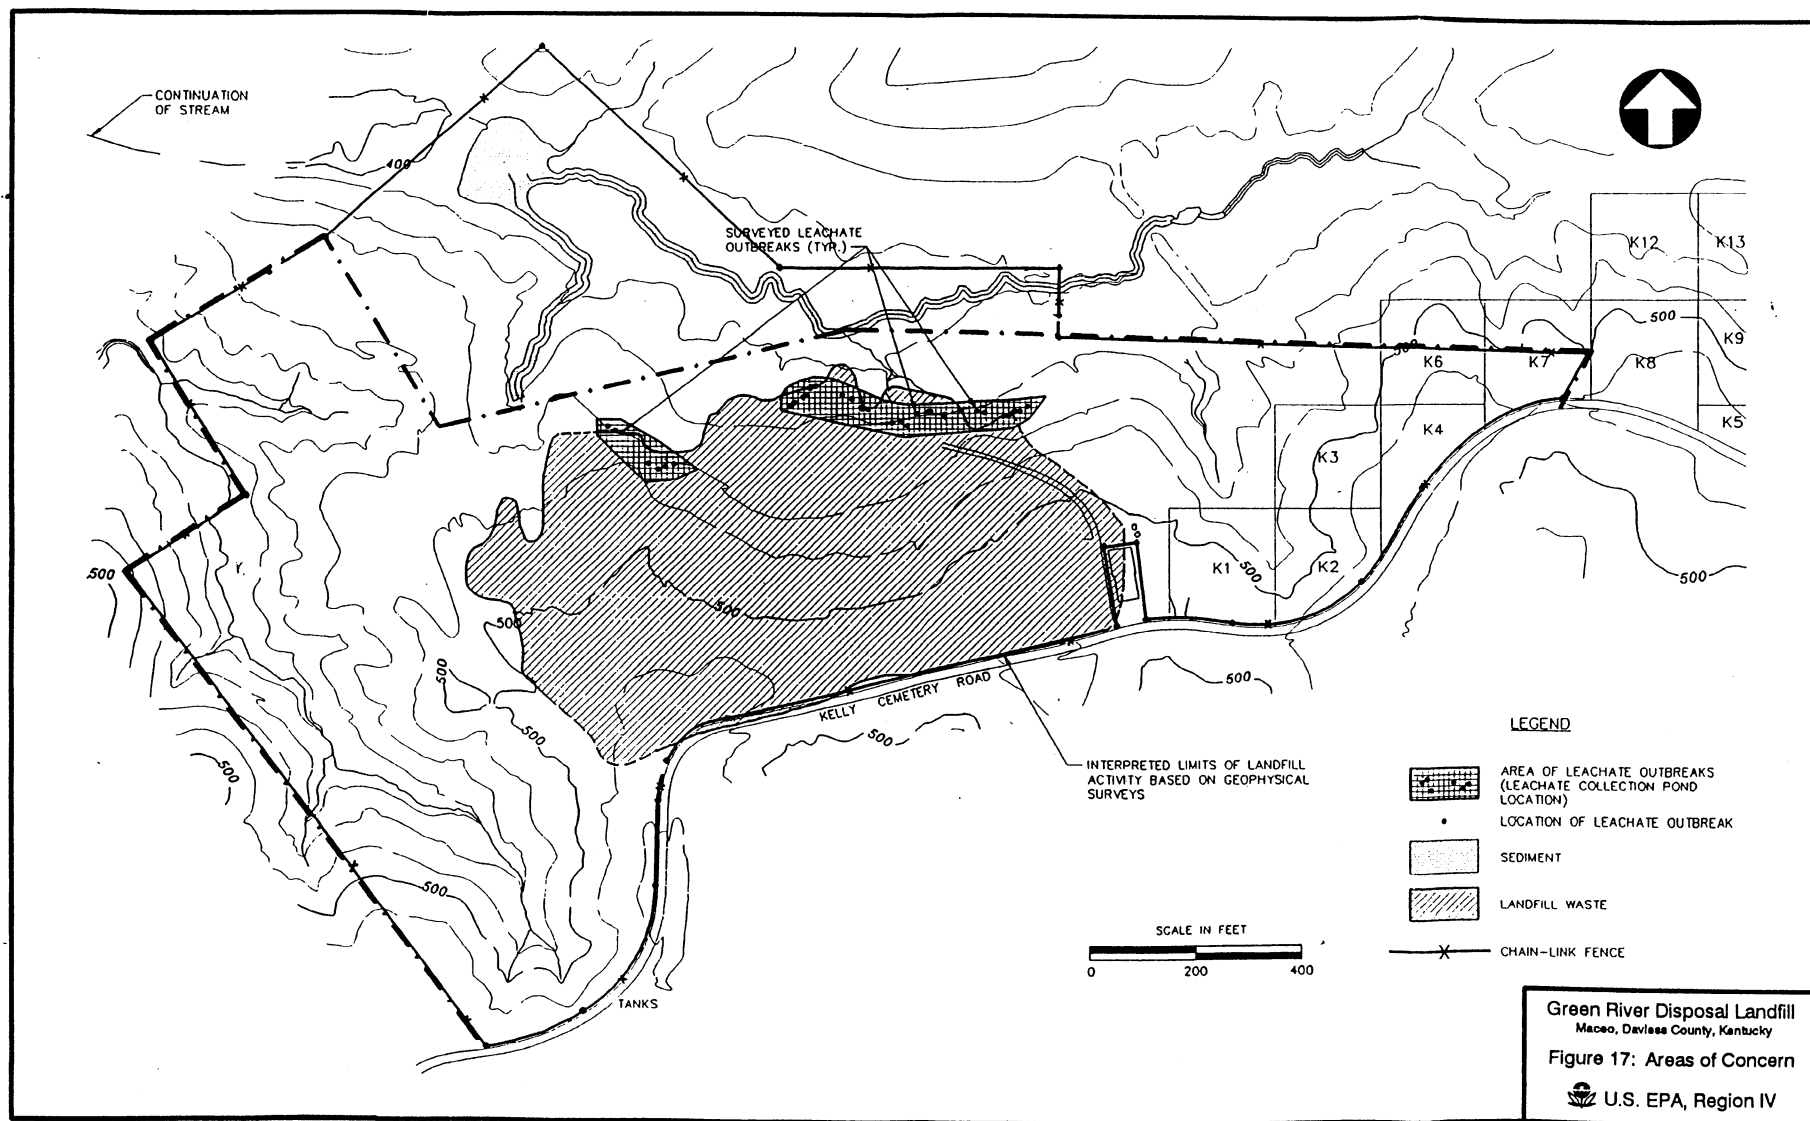 CONTINUATION
OF STREAM
400
SURVEYED LEACHATE
OUTBREAKS (TYP.)
K12
K13
500
K9
500
K6
K7
K8
K4
K5
K3
500
K1
500
K2
500
500
500
500
500
500
KELLY CEMETERY ROAD
500
500
500
500
INTERPRETED LIMITS OF LANDFILL
ACTIVITY BASED ON GEOPHYSICAL
SURVEYS
LEGEND
AREA OF LEACHATE OUTBREAKS
(LEACHATE COLLECTION POND
LOCATION)
LOCATION OF LEACHATE OUTBREAK
SEDIMENT
LANDFILL WASTE
CHAIN-LINK FENCE
SCALE IN FEET
0 200 400
TANKS
Green River Disposal Landfill
Maceo, Daviess County, Kentucky
Figure 17: Areas of Concern
U.S. EPA, Region IV